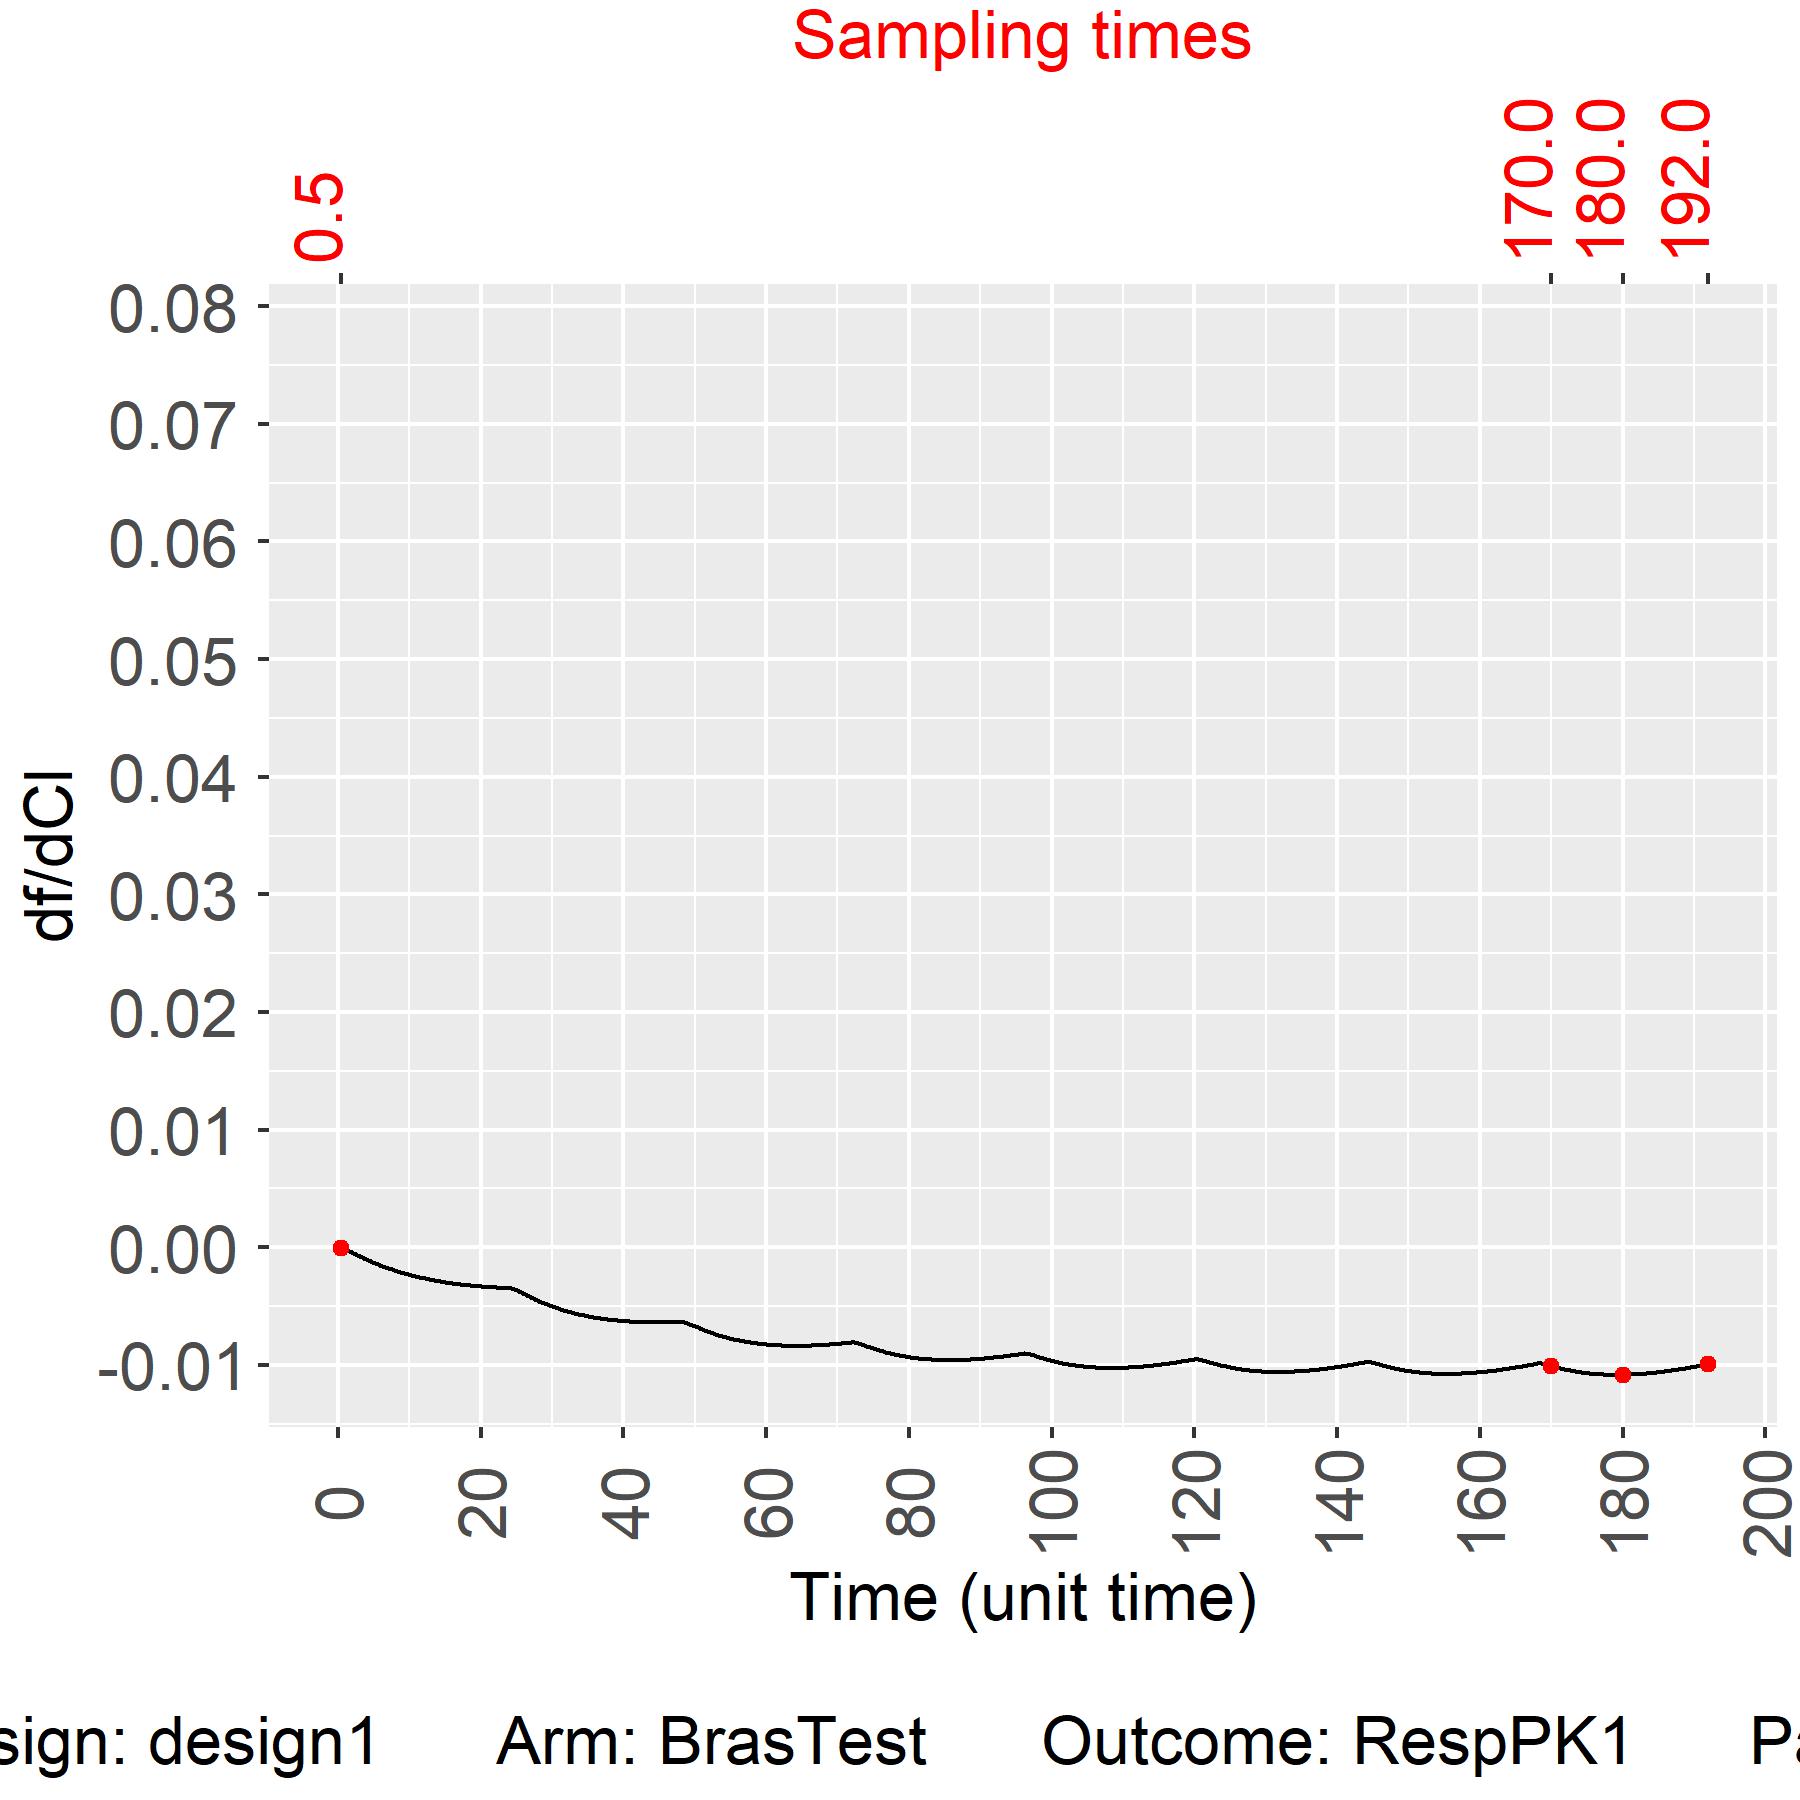 Sampling times
0.5 170.0 180.0 192.0
0.08
0.07
0.06
0.05
0.04
0.03
0.02
0.01
0.00
-0.01
df/dCl
0 20 40 60 80 100 120 140 160 180 200
Time (unit time)
sign: design1 Arm: BrasTest Outcome: RespPK1 Pa